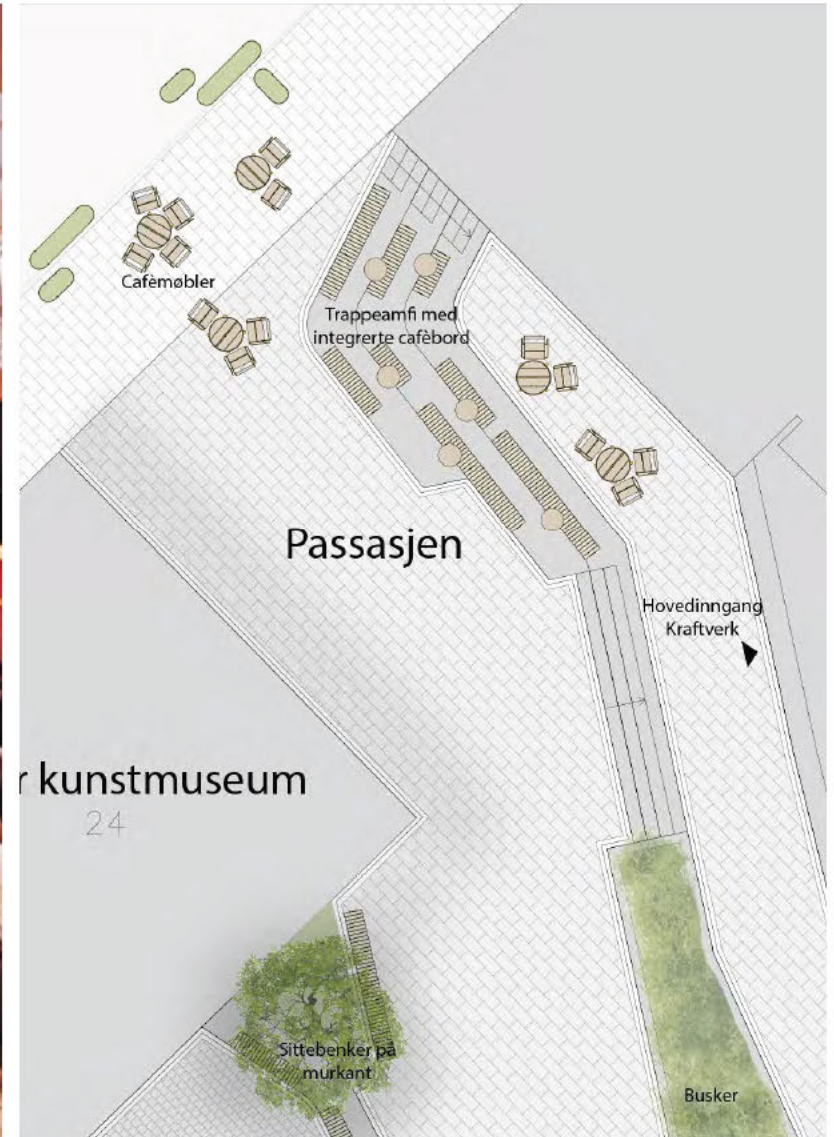 Cafèmøbler
Trappeamfi med
integrerte cafèbord
Passasjen
Hovedinngang
Kraftverk
r kunstmuseum
24
Sittebenker på
murkant
Busker